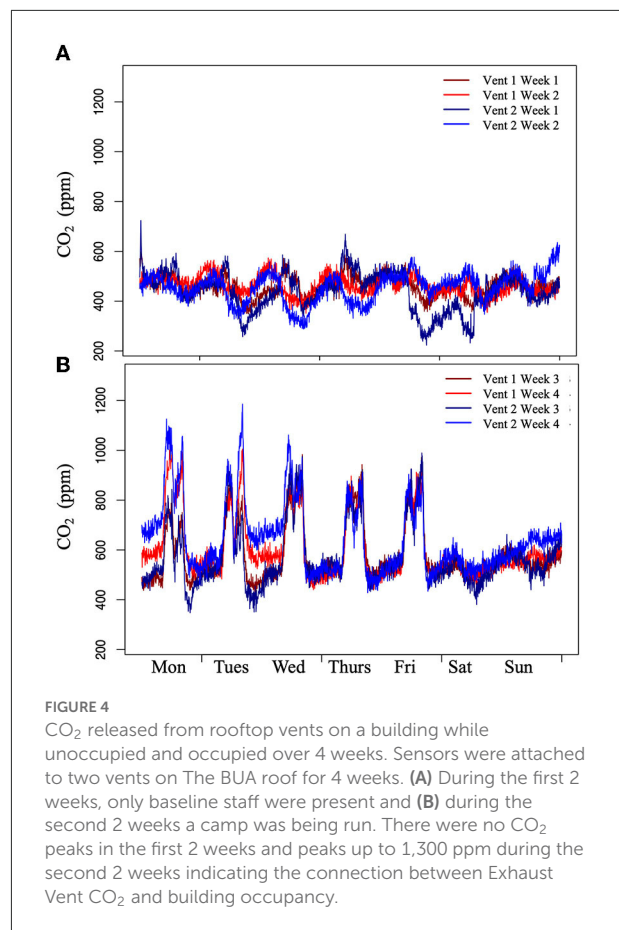 A
CO₂ (ppm)
1200
1000
800
600
400
200
Vent 1 Week 1
Vent 1 Week 2
Vent 2 Week 1
Vent 2 Week 2
B
CO₂ (ppm)
1200
1000
800
600
400
200
Vent 1 Week 3
Vent 1 Week 4
Vent 2 Week 3
Vent 2 Week 4
Mon Tues Wed Thurs Fri Sat Sun
FIGURE 4
CO₂ released from rooftop vents on a building while
unoccupied and occupied over 4 weeks. Sensors were attached
to two vents on The BUA roof for 4 weeks. (A) During the first 2
weeks, only baseline staff were present and (B) during the
second 2 weeks a camp was being run. There were no CO₂
peaks in the first 2 weeks and peaks up to 1,300 ppm during the
second 2 weeks indicating the connection between Exhaust
Vent CO₂ and building occupancy.